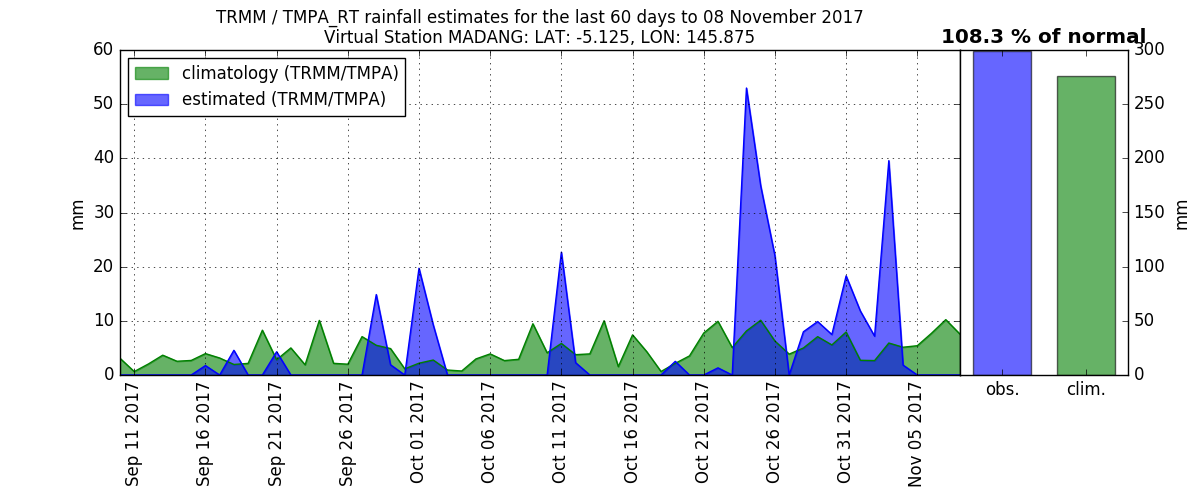 TRMM / TMPA_RT rainfall estimates for the last 60 days to 08 November 2017
Virtual Station MADANG: LAT: -5.125, LON: 145.875
108.3 % of normal
climatology (TRMM/TMPA)
estimated (TRMM/TMPA)
60
50
40
30
20
10
0
mm
Sep 11 2017
Sep 16 2017
Sep 21 2017
Sep 26 2017
Oct 01 2017
Oct 06 2017
Oct 11 2017
Oct 16 2017
Oct 21 2017
Oct 26 2017
Oct 31 2017
Nov 05 2017
obs.
clim.
300
250
200
150
100
50
0
mm